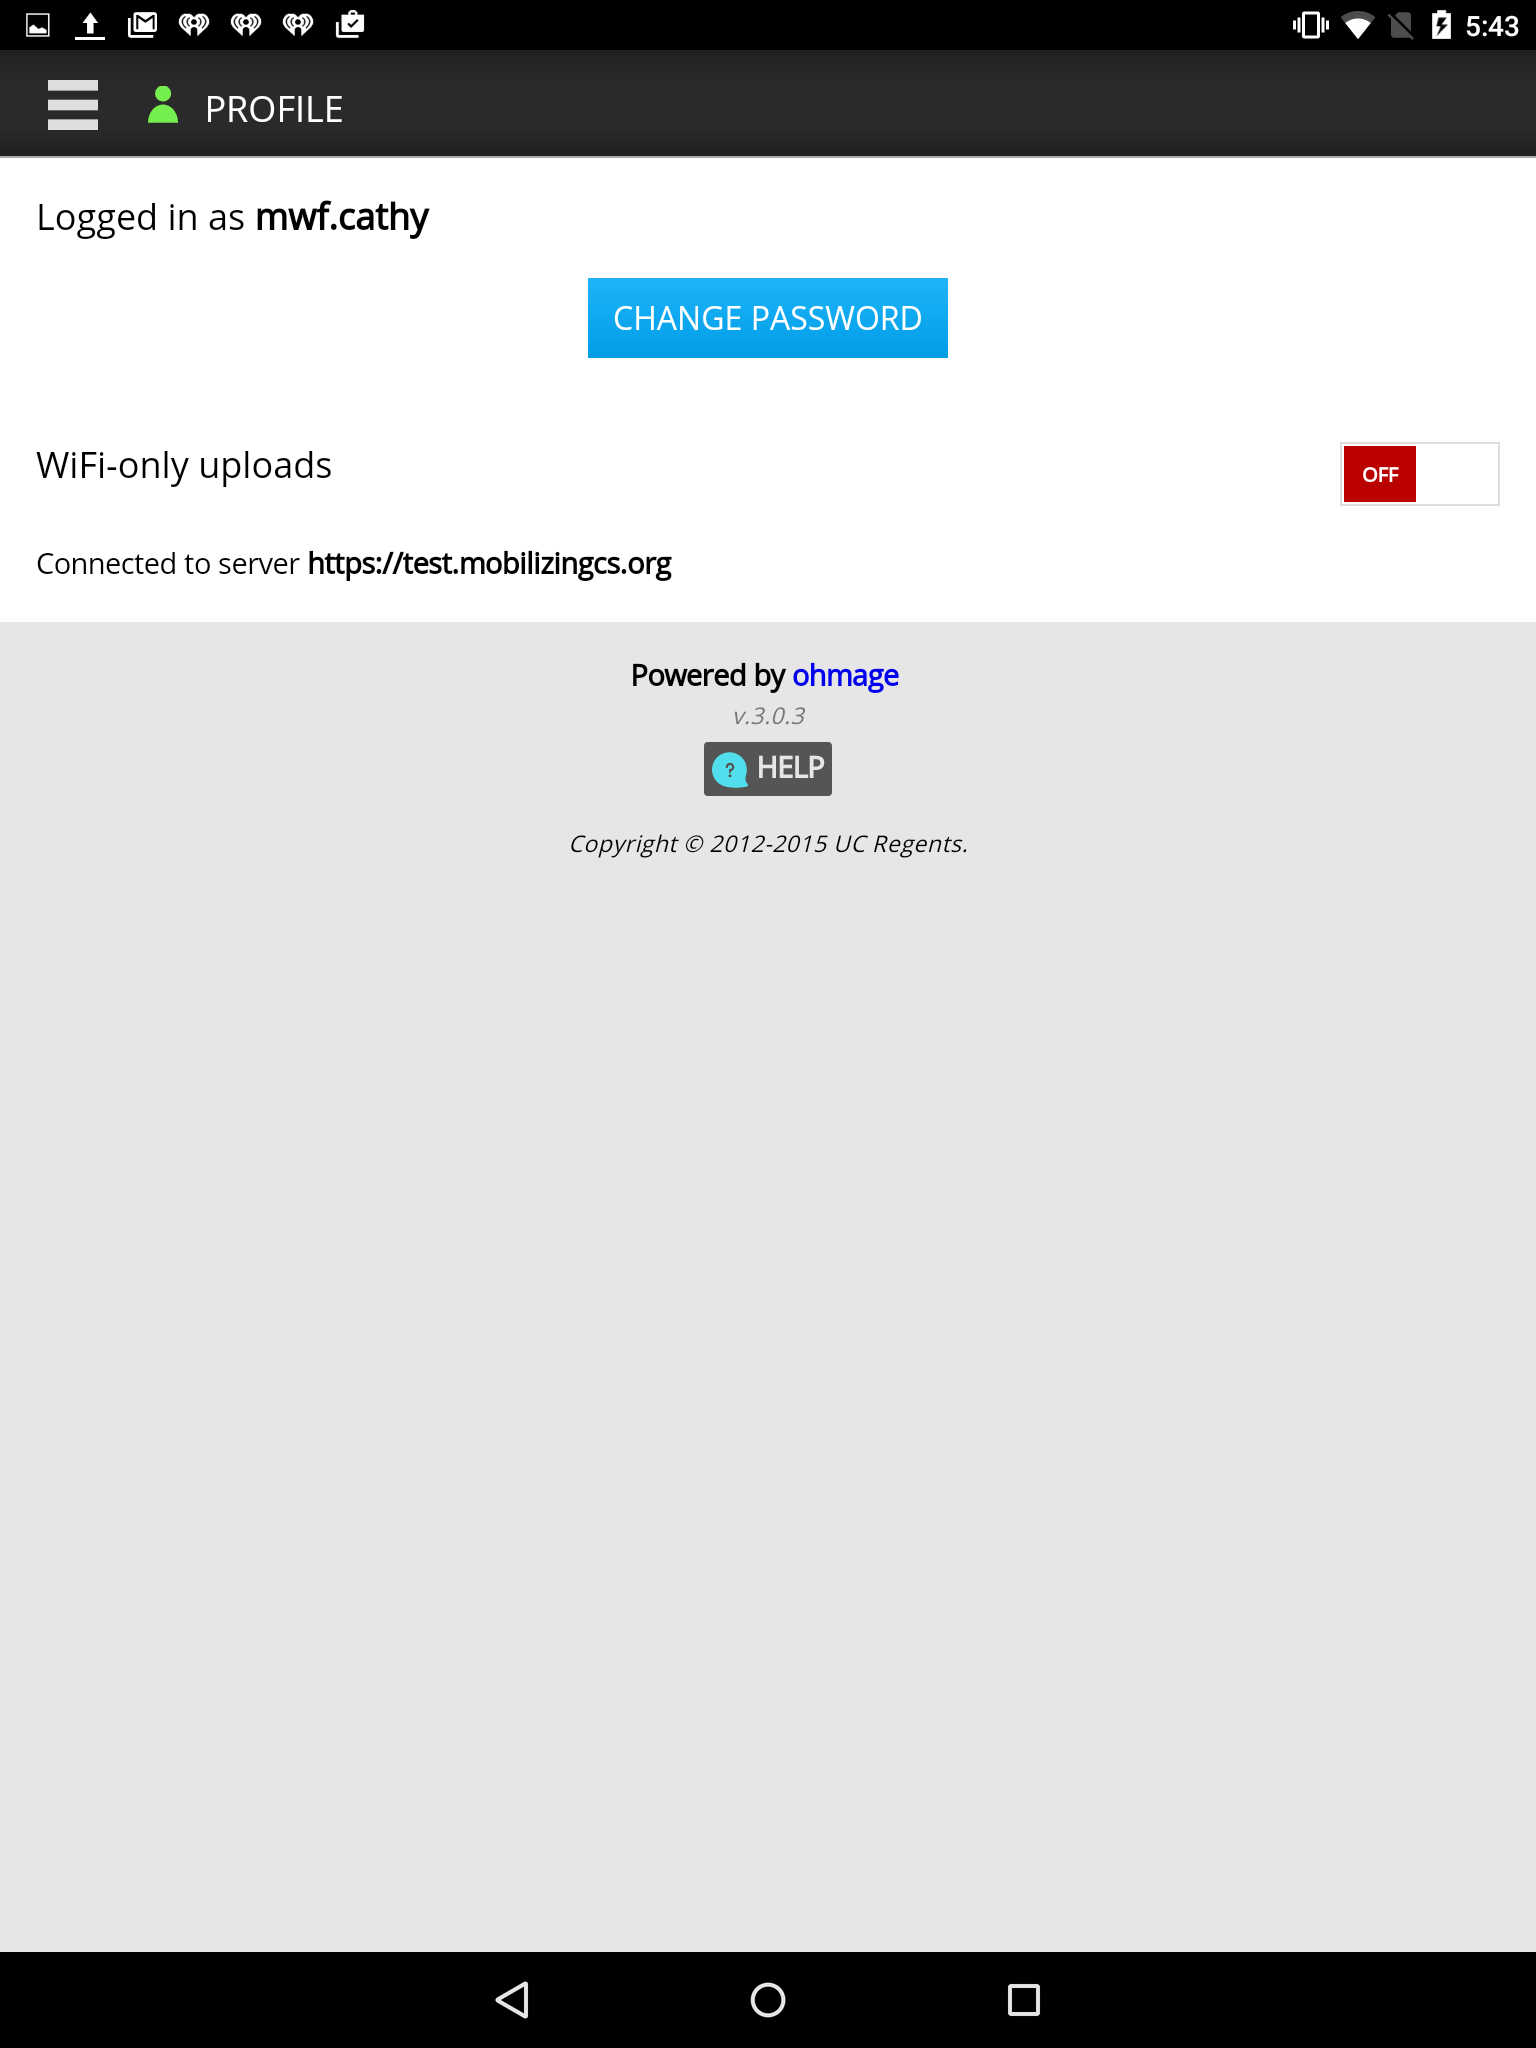 5:43
PROFILE
Logged in as mwf.cathy
CHANGE PASSWORD
WiFi-only uploads
OFF
Connected to server https://test.mobilizingcs.org
Powered by ohmage
v.3.0.3
? HELP
Copyright © 2012-2015 UC Regents.